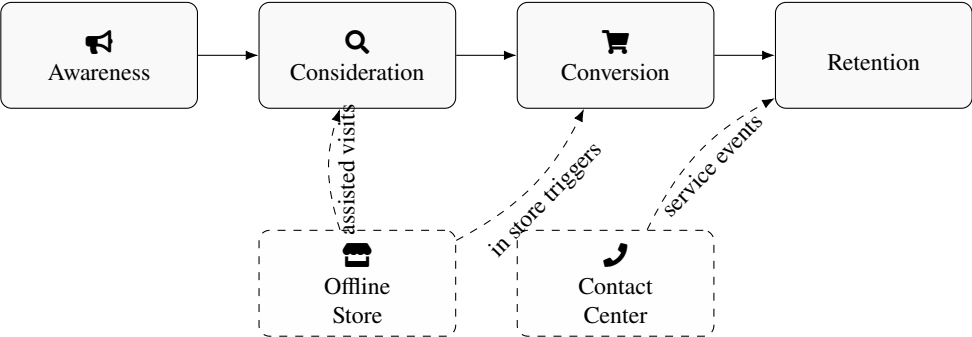 Awareness
Consideration
Conversion
Retention
assisted visits
in store triggers
service events
Offline
Store
Contact
Center